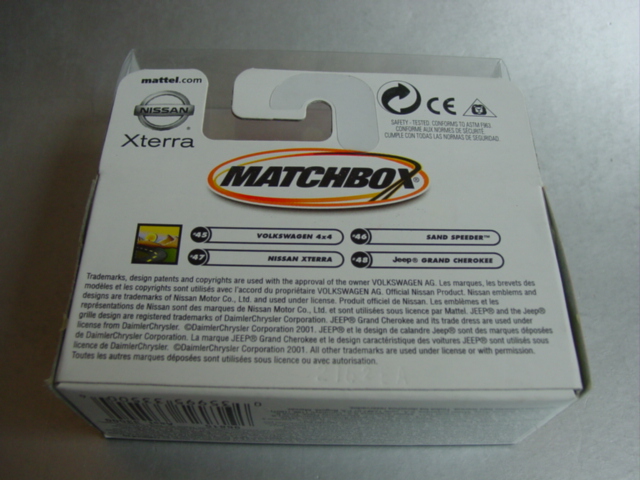 mattel.com
NISSAN
Xterra
CE
SAFETY - TESTED. CONFORMS TO ASTM F963.
CONFORME AUX NORMES DE SÉCURITÉ.
CUMPLE CON TODAS LAS NORMAS DE SEGURIDAD.
MATCHBOX®
#45 VOLKSWAGEN 4x4
#46 SAND SPEEDER™
#47 NISSAN XTERRA
#48 Jeep® GRAND CHEROKEE
Trademarks, design patents and copyrights are used with the approval of the owner VOLKSWAGEN AG. Les marques, les brevets des
modèles et les copyrights sont utilisés avec l'accord du propriétaire VOLKSWAGEN AG. Official Nissan Product. Nissan emblems and
designs are trademarks of Nissan Motor Co., Ltd. and used under license. Produit officiel de Nissan. Les emblèmes et les
représentations de Nissan sont des marques de Nissan Motor Co., Ltd. et sont utilisés sous licence par Mattel. JEEP® and the Jeep®
grille design are registered trademarks of DaimlerChrysler Corporation. JEEP® and its trade dress are used under
license from DaimlerChrysler. ©DaimlerChrysler Corporation 2001. JEEP® et le design de calandre Jeep® sont des marques déposées
de DaimlerChrysler Corporation. La marque JEEP® et le design caractéristique des voitures JEEP® sont utilisés sous
licence de DaimlerChrysler. ©DaimlerChrysler Corporation 2001. All other trademarks are used under license or with permission.
Toutes les autres marques déposées sont utilisées sous licence ou avec autorisation.